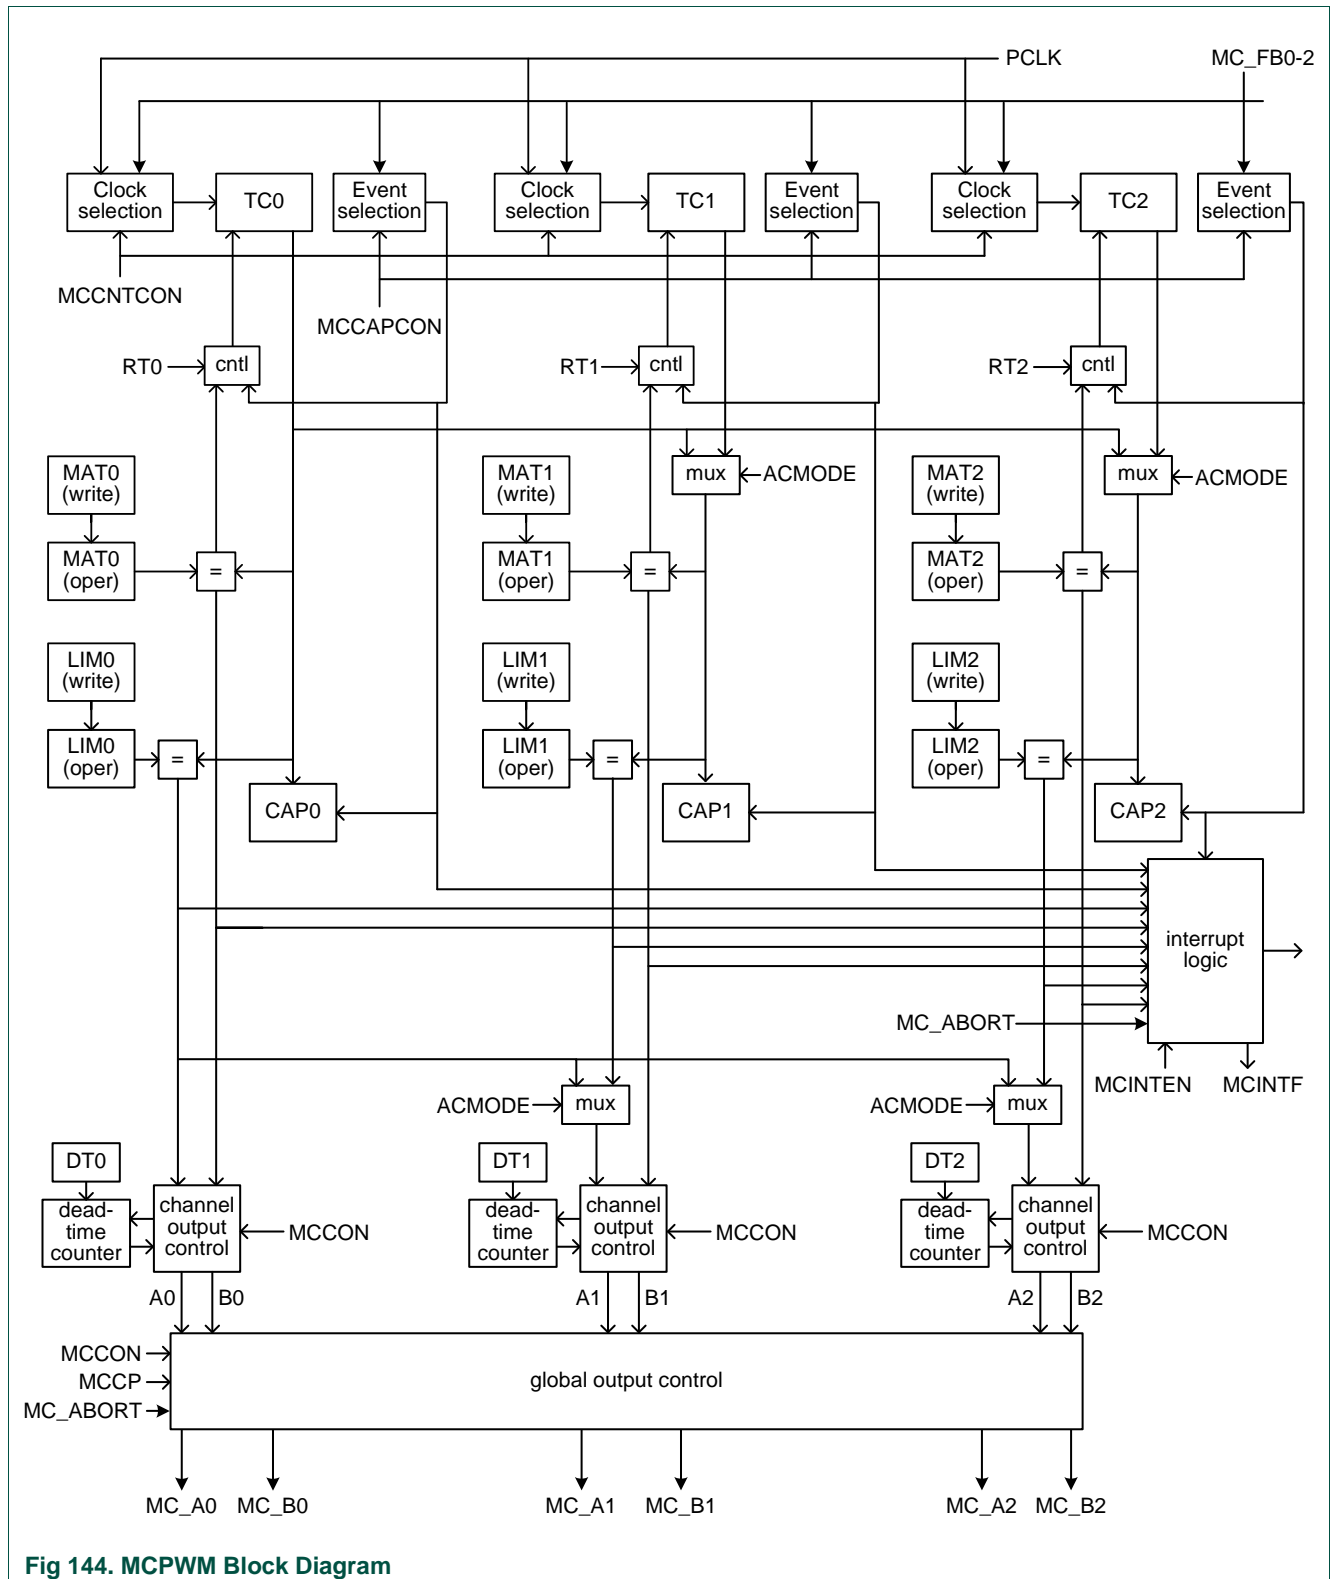 PCLK
MC_FB0-2
Clock selection
TC0
Event selection
Clock selection
TC1
Event selection
Clock selection
TC2
Event selection
MCCNTCON
MCCAPCON
RT0
cntl
RT1
cntl
RT2
cntl
MAT0 (write)
MAT1 (write)
mux
ACMODE
MAT2 (write)
mux
ACMODE
MAT0 (oper)
=
MAT1 (oper)
=
MAT2 (oper)
=
LIM0 (write)
LIM1 (write)
LIM2 (write)
LIM0 (oper)
=
LIM1 (oper)
=
LIM2 (oper)
=
CAP0
CAP1
CAP2
interrupt logic
MC_ABORT
MCINTEN
MCINTF
ACMODE
mux
ACMODE
mux
DT0
DT1
DT2
dead-time counter
channel output control
MCCON
dead-time counter
channel output control
MCCON
dead-time counter
channel output control
MCCON
A0
B0
A1
B1
A2
B2
MCCON
MCCP
MC_ABORT
global output control
MC_A0
MC_B0
MC_A1
MC_B1
MC_A2
MC_B2
Fig 144. MCPWM Block Diagram